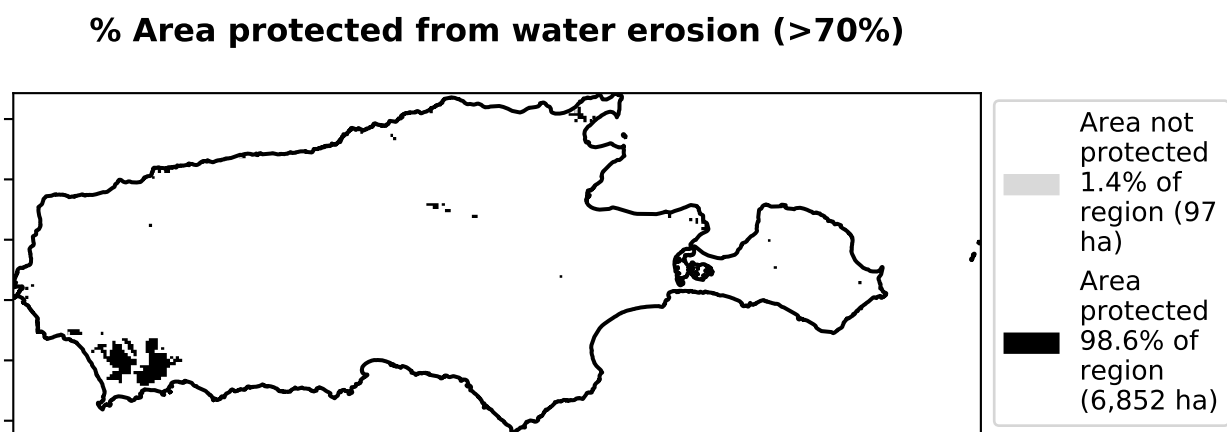 % Area protected from water erosion (>70%)
Area not
protected
1.4% of
region (97
ha)
Area
protected
98.6% of
region
(6,852 ha)